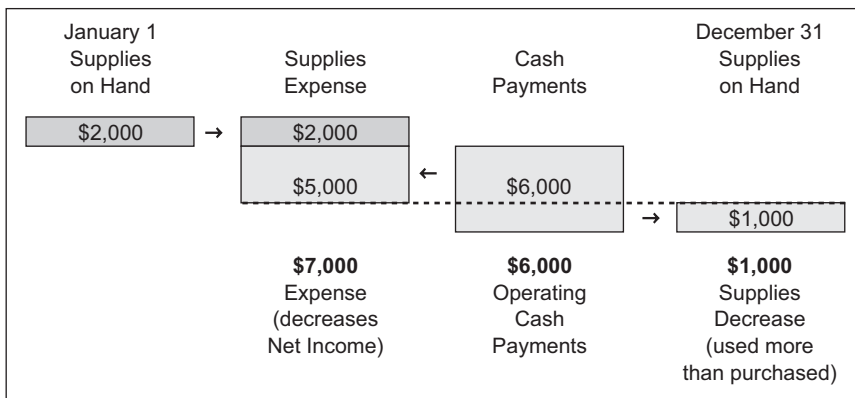 January 1
Supplies
on Hand
Supplies
Expense
Cash
Payments
December 31
Supplies
on Hand
$2,000 → $2,000
$5,000 ← $6,000
→ $1,000
$7,000
Expense
(decreases
Net Income)
$6,000
Operating
Cash
Payments
$1,000
Supplies
Decrease
(used more
than purchased)